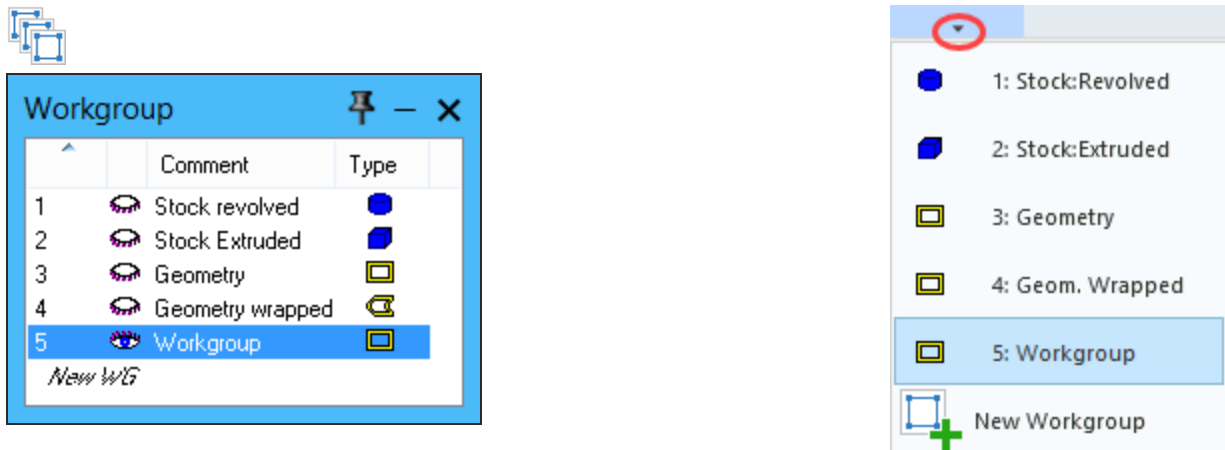 Workgroup
Comment Type
1 Stock revolved
2 Stock Extruded
3 Geometry
4 Geometry wrapped
5 Workgroup
New WG
1: Stock:Revolved
2: Stock:Extruded
3: Geometry
4: Geom. Wrapped
5: Workgroup
New Workgroup